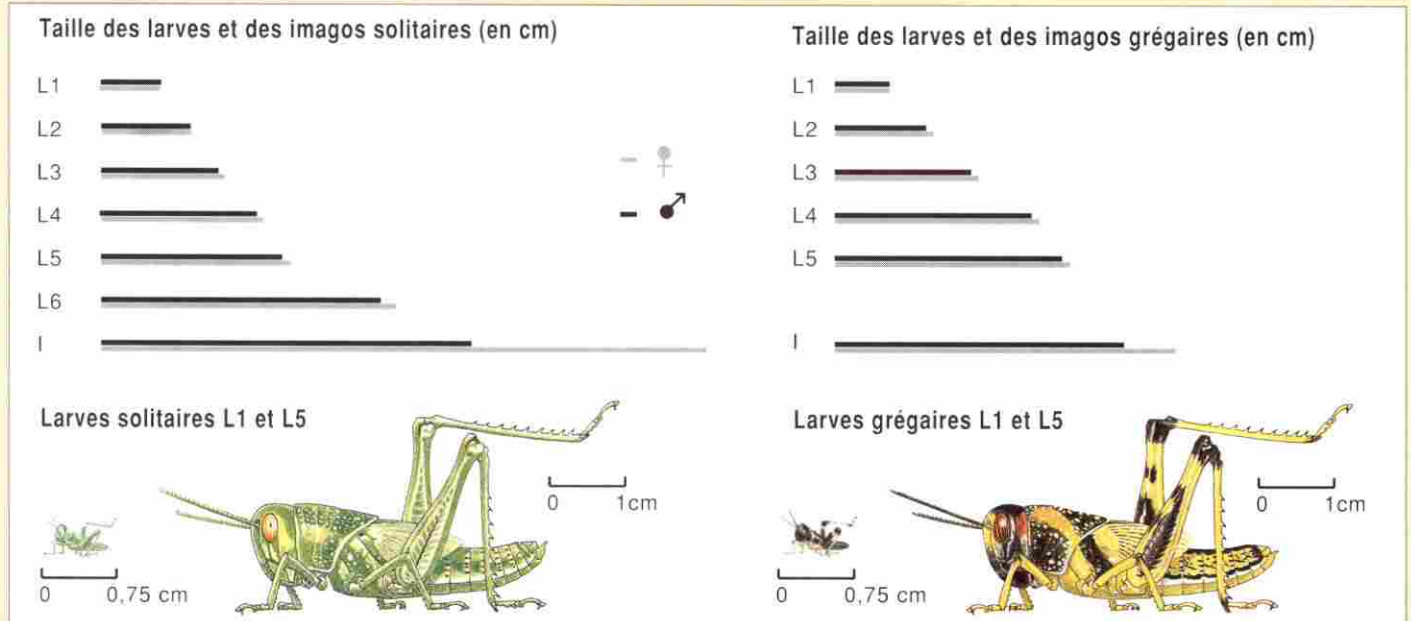 Taille des larves et des imagos solitaires (en cm)
L1
L2
L3
L4
L5
L6
I
Taille des larves et des imagos grégaires (en cm)
L1
L2
L3
L4
L5
I
Larves solitaires L1 et L5
0 1cm
0 0,75 cm
Larves grégaires L1 et L5
0 1cm
0 0,75 cm